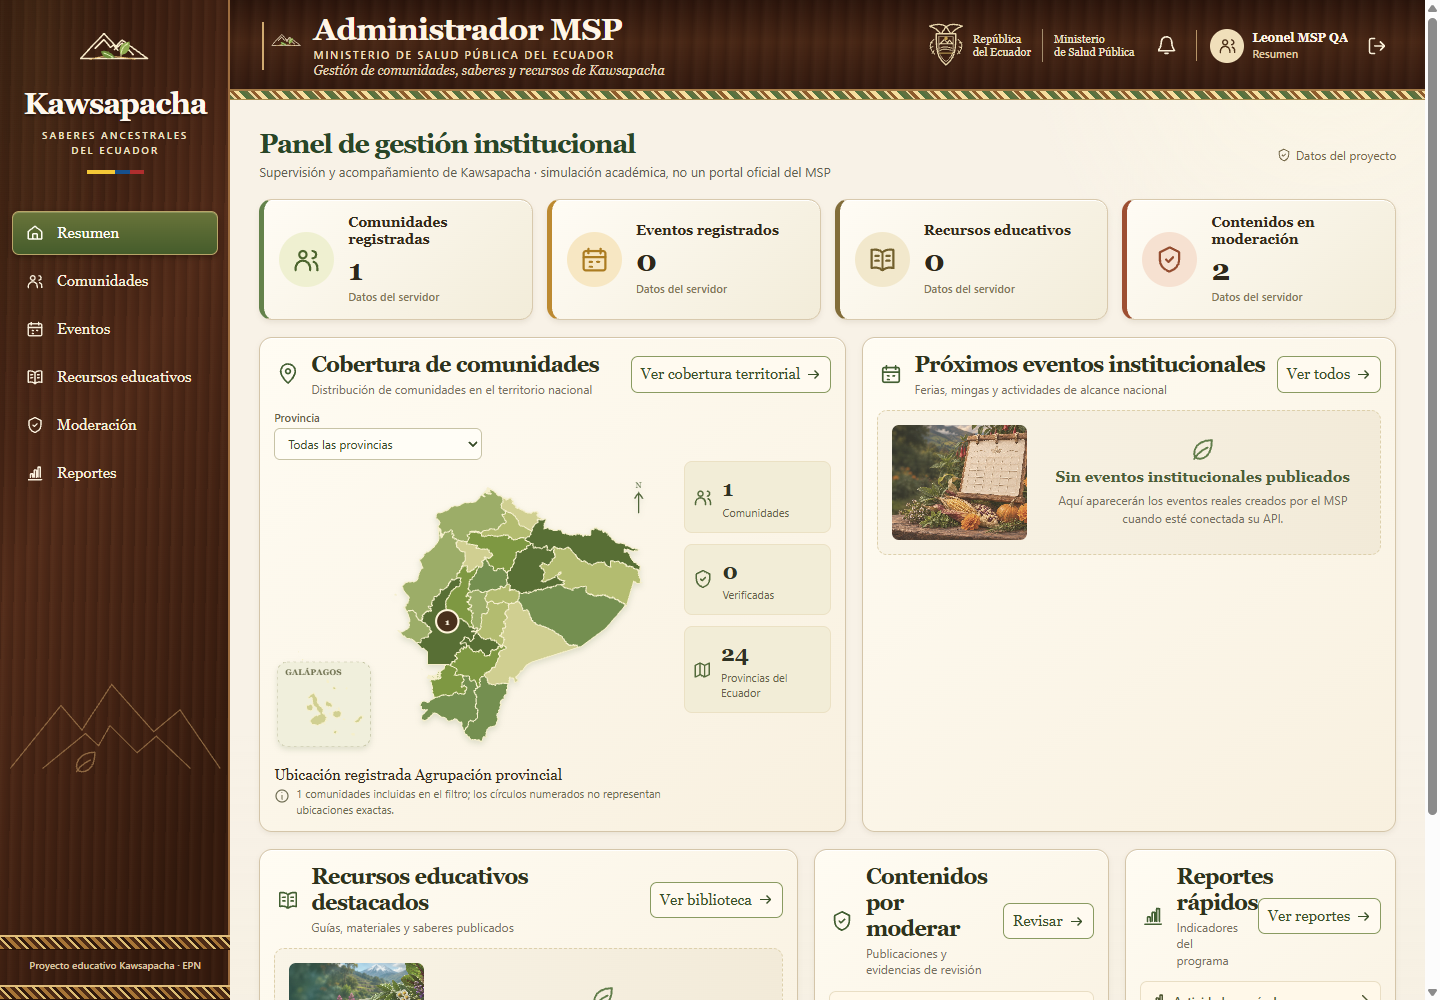 Kawsapacha
SABERES ANCESTRALES
DEL ECUADOR
Resumen
Comunidades
Eventos
Recursos educativos
Moderación
Reportes
Proyecto educativo Kawsapacha · EPN
Administrador MSP
MINISTERIO DE SALUD PÚBLICA DEL ECUADOR
Gestión de comunidades, saberes y recursos de Kawsapacha
República
del Ecuador
Ministerio
de Salud Pública
Leonel MSP QA
Resumen
Panel de gestión institucional
Supervisión y acompañamiento de Kawsapacha · simulación académica, no un portal oficial del MSP
Datos del proyecto
Comunidades
registradas
1
Datos del servidor
Eventos registrados
0
Datos del servidor
Recursos educativos
0
Datos del servidor
Contenidos en
moderación
2
Datos del servidor
Cobertura de comunidades
Distribución de comunidades en el territorio nacional
Ver cobertura territorial →
Provincia
Todas las provincias
N
1
GALÁPAGOS
1
Comunidades
0
Verificadas
24
Provincias del
Ecuador
Ubicación registrada Agrupación provincial
1 comunidades incluidas en el filtro; los círculos numerados no representan
ubicaciones exactas.
Próximos eventos institucionales
Ferias, mingas y actividades de alcance nacional
Ver todos →
Sin eventos institucionales publicados
Aquí aparecerán los eventos reales creados por el MSP
cuando esté conectada su API.
Recursos educativos
destacados
Guías, materiales y saberes publicados
Ver biblioteca →
Contenidos
por
moderar
Publicaciones y
evidencias de revisión
Revisar →
Reportes
rápidos
Indicadores
del
programa
Ver reportes →